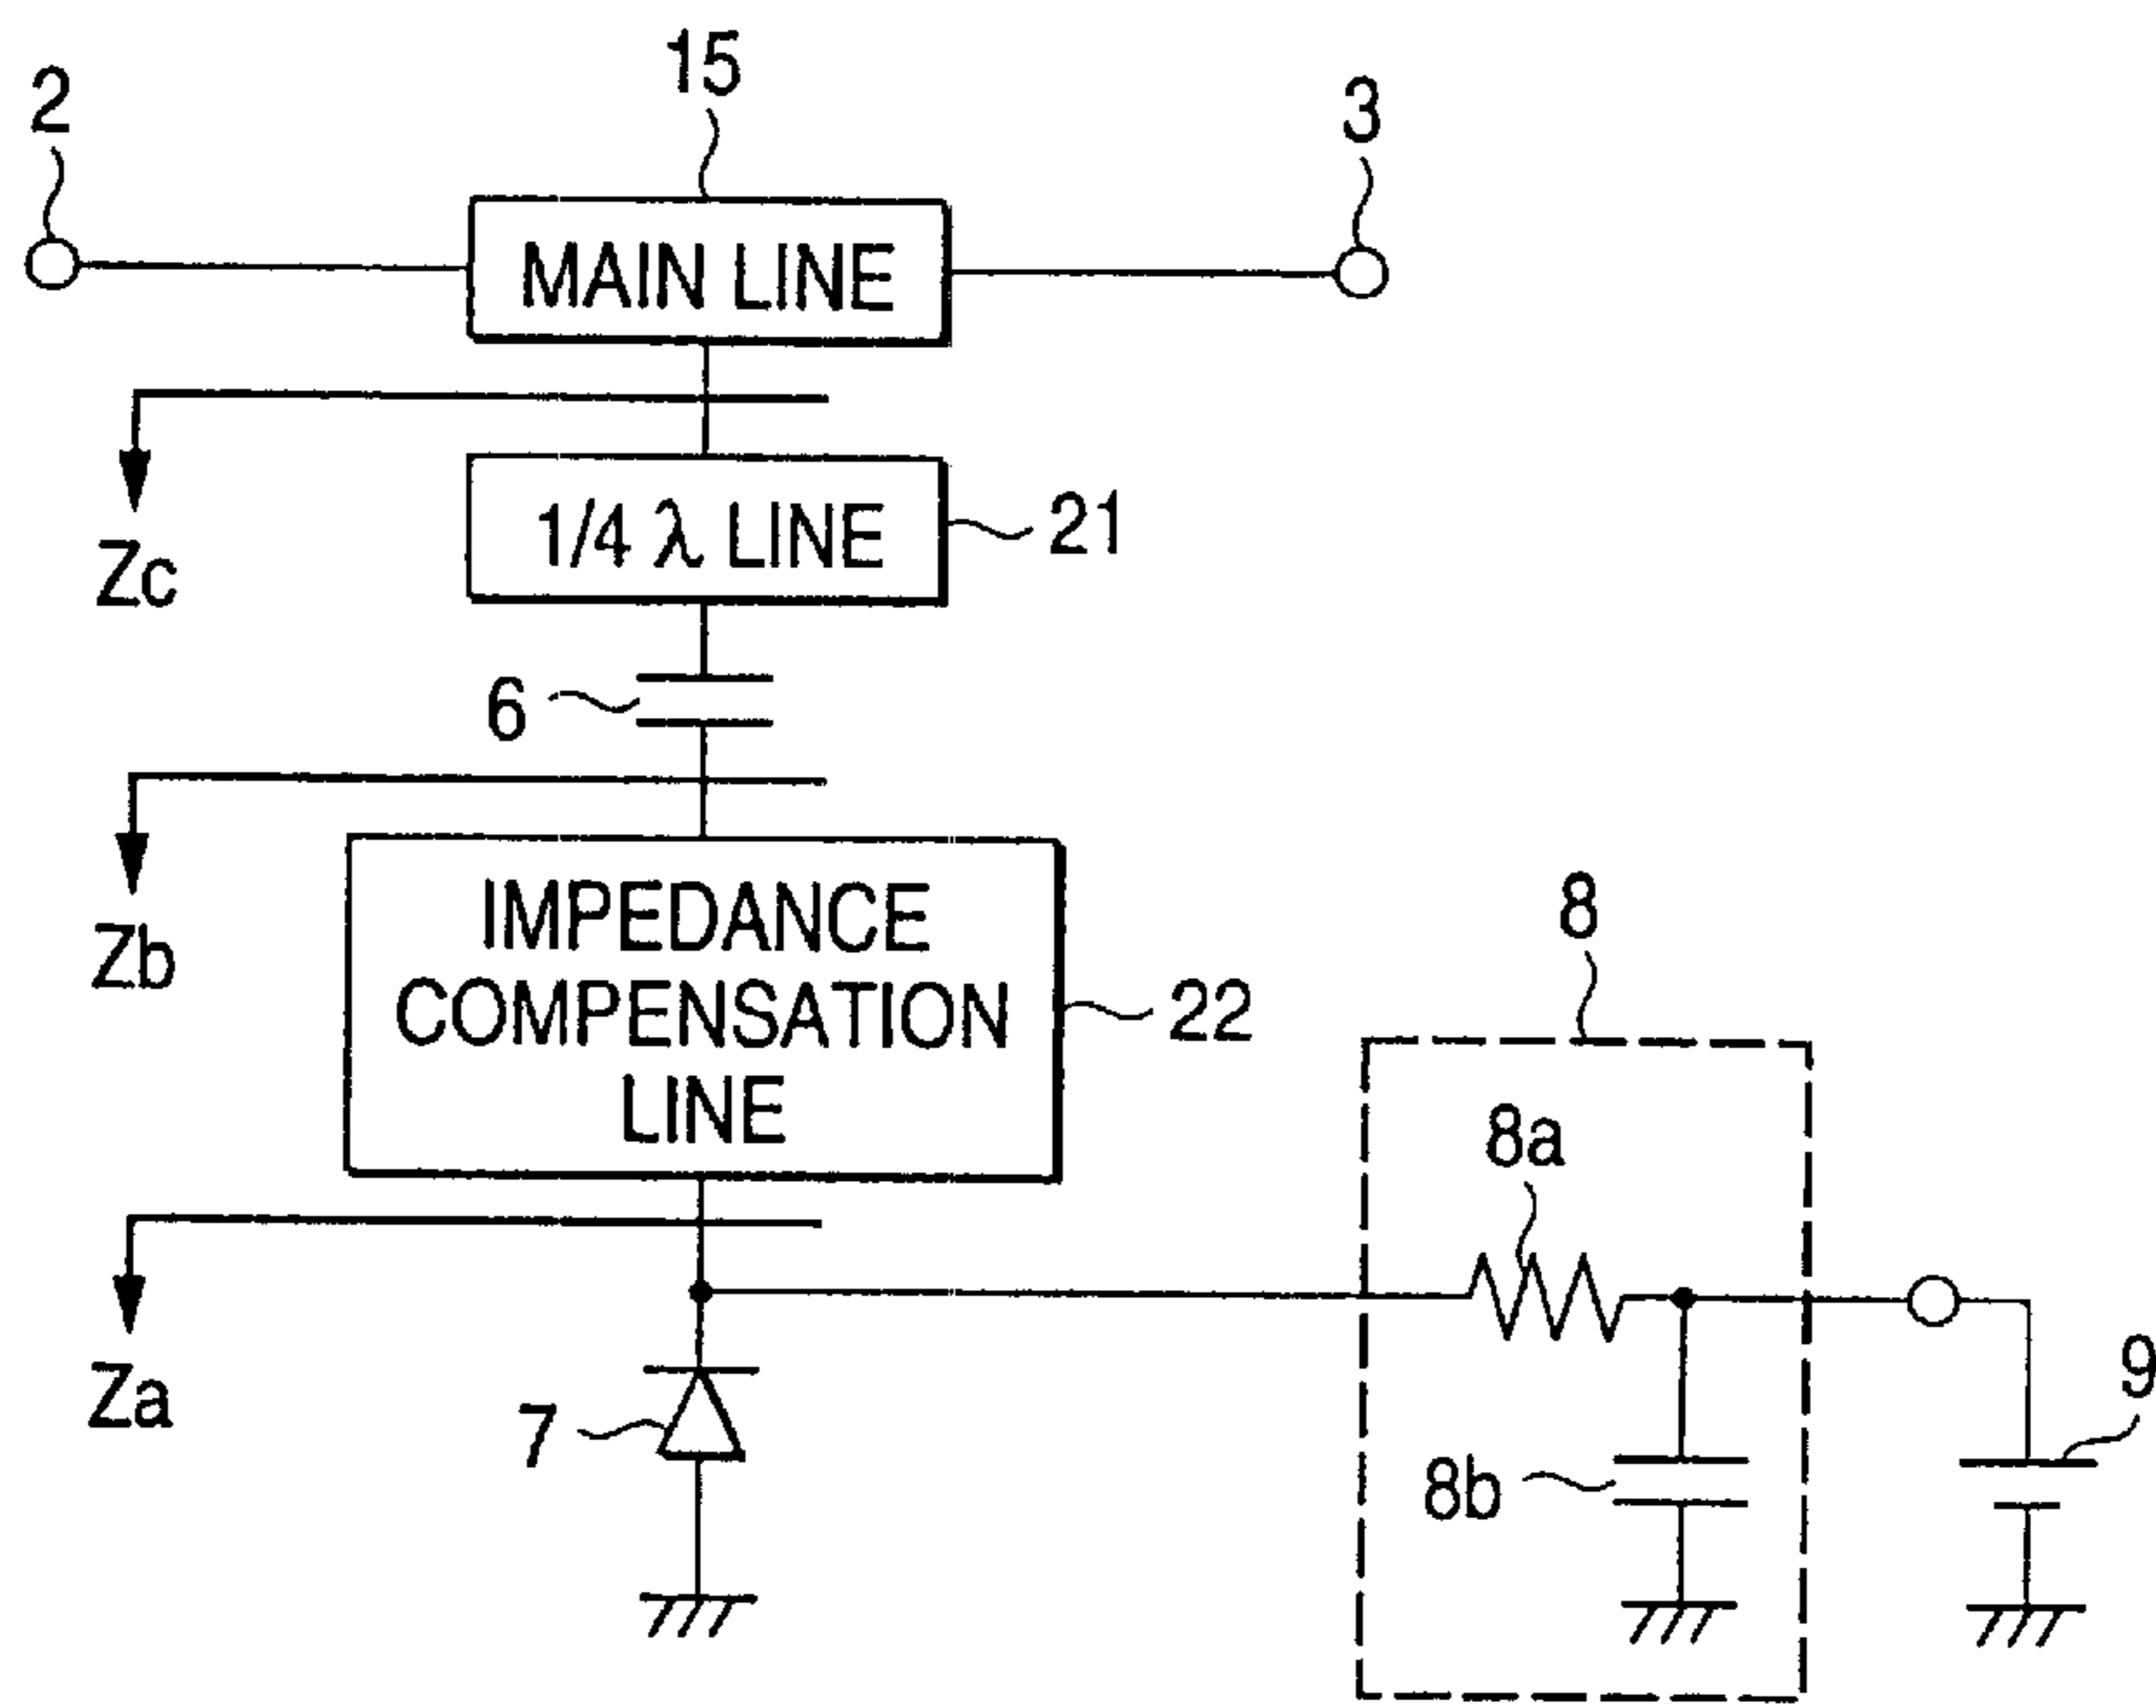 15
2
3
MAIN LINE
1/4 λ LINE
21
Zc
6
IMPEDANCE
COMPENSATION
LINE
22
Zb
8
8a
Za
7
8b
9